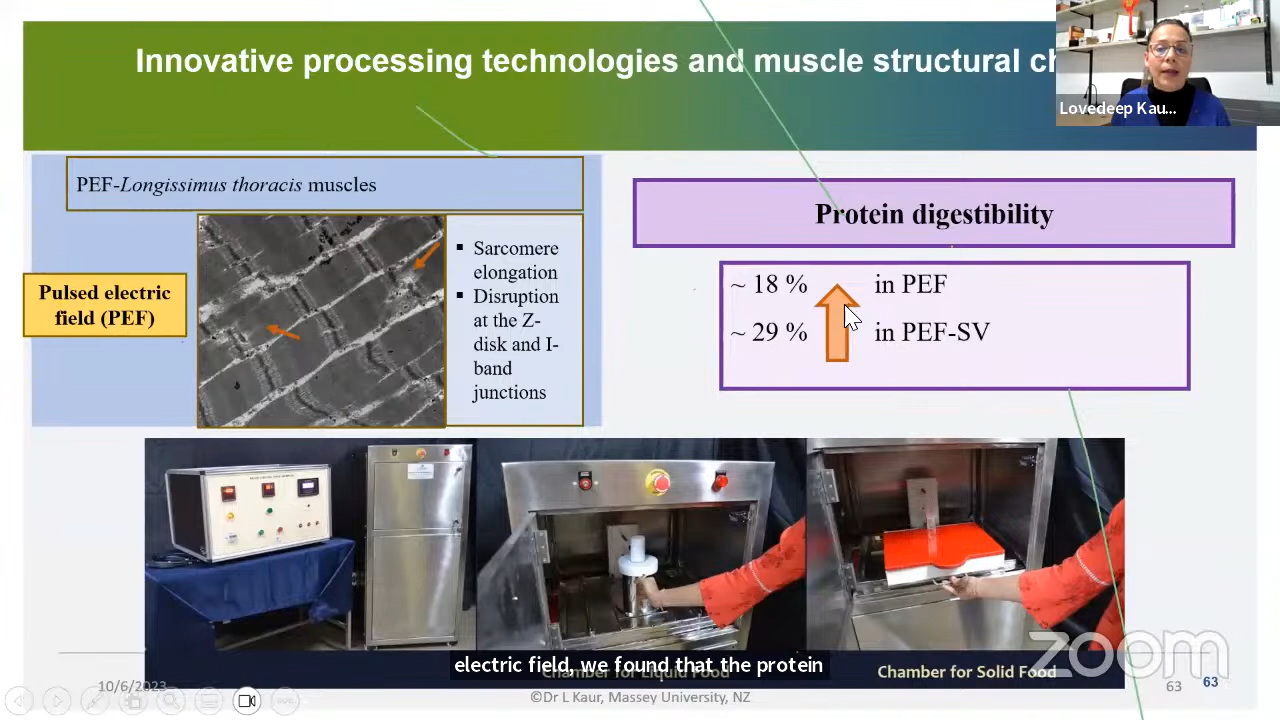 Innovative processing technologies and muscle structural ch
Lovedeep Kau...
PEF-Longissimus thoracis muscles
Protein digestibility
Pulsed electric
field (PEF)
▪ Sarcomere
elongation
▪ Disruption
at the Z-
disk and I-
band
junctions
~ 18 % in PEF
~ 29 % in PEF-SV
electric field, we found that the protein
Chamber for Liquid Food
Chamber for Solid Food
zoom
10/6/2023
©Dr L Kaur, Massey University, NZ
63
63